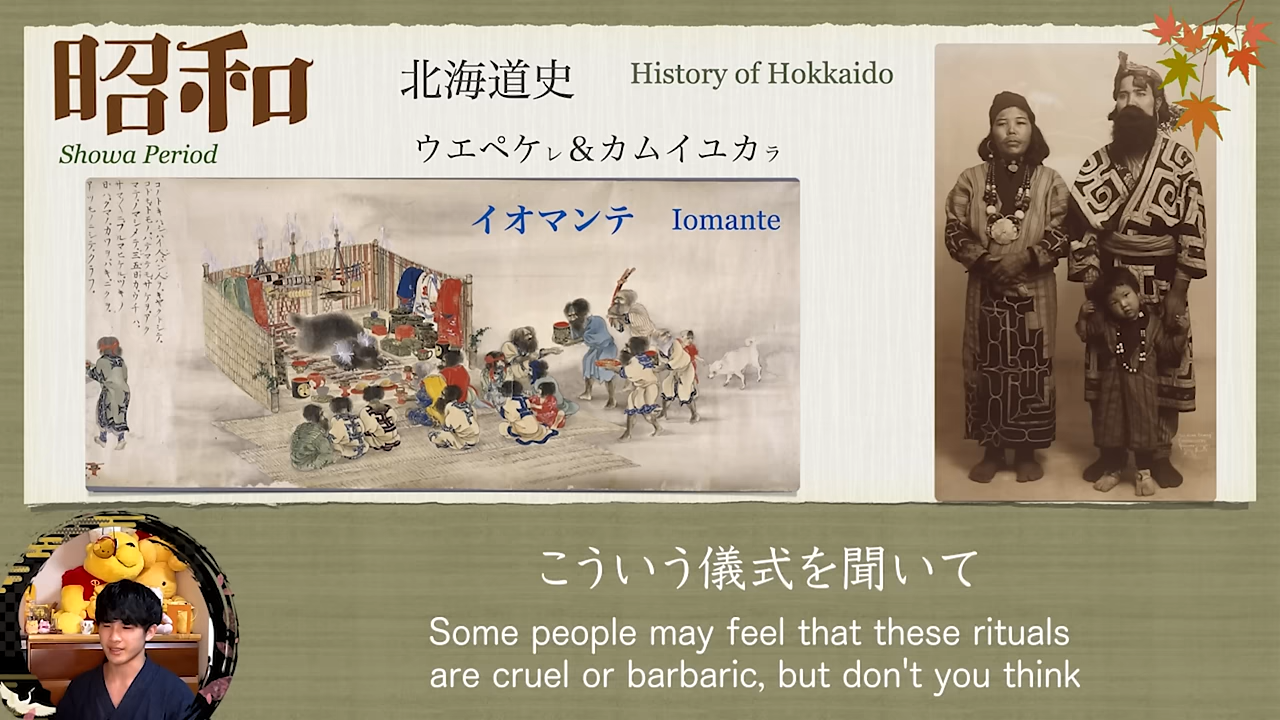 昭和
Showa Period
北海道史
History of Hokkaido
ウエペケㇾ&カムイユカㇻ
イオマンテ
Iomante
こういう儀式を聞いて
Some people may feel that these rituals
are cruel or barbaric, but don't you think